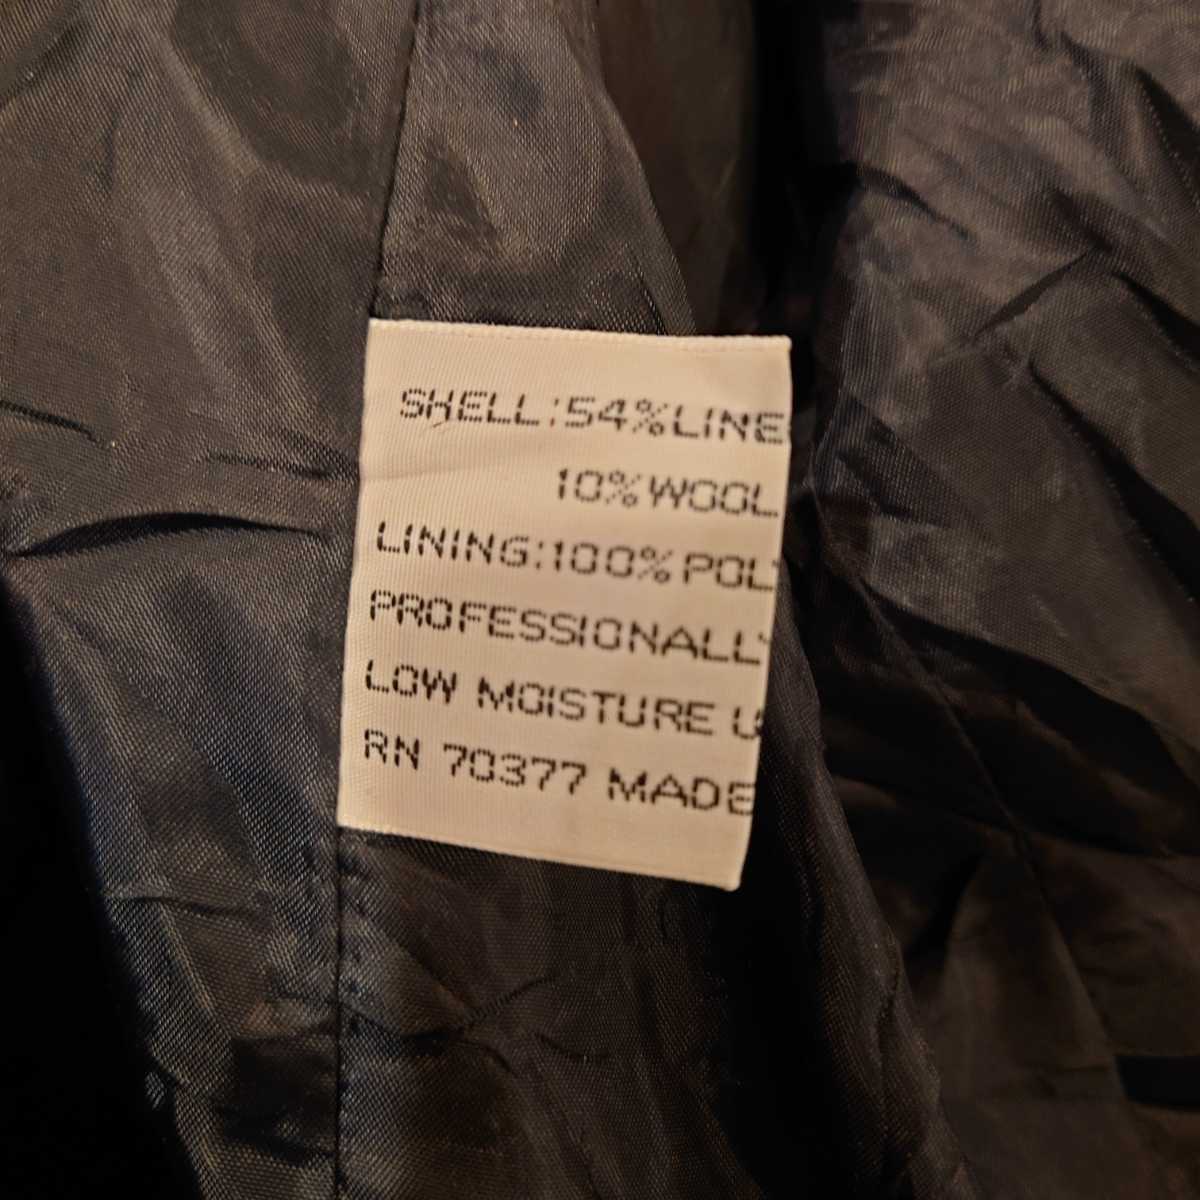 SHELL:54%LINE
10%WOOL
LINING:100%POL
PROFESSIONALLY
LOW MOISTURE U
RN 70377 MADE